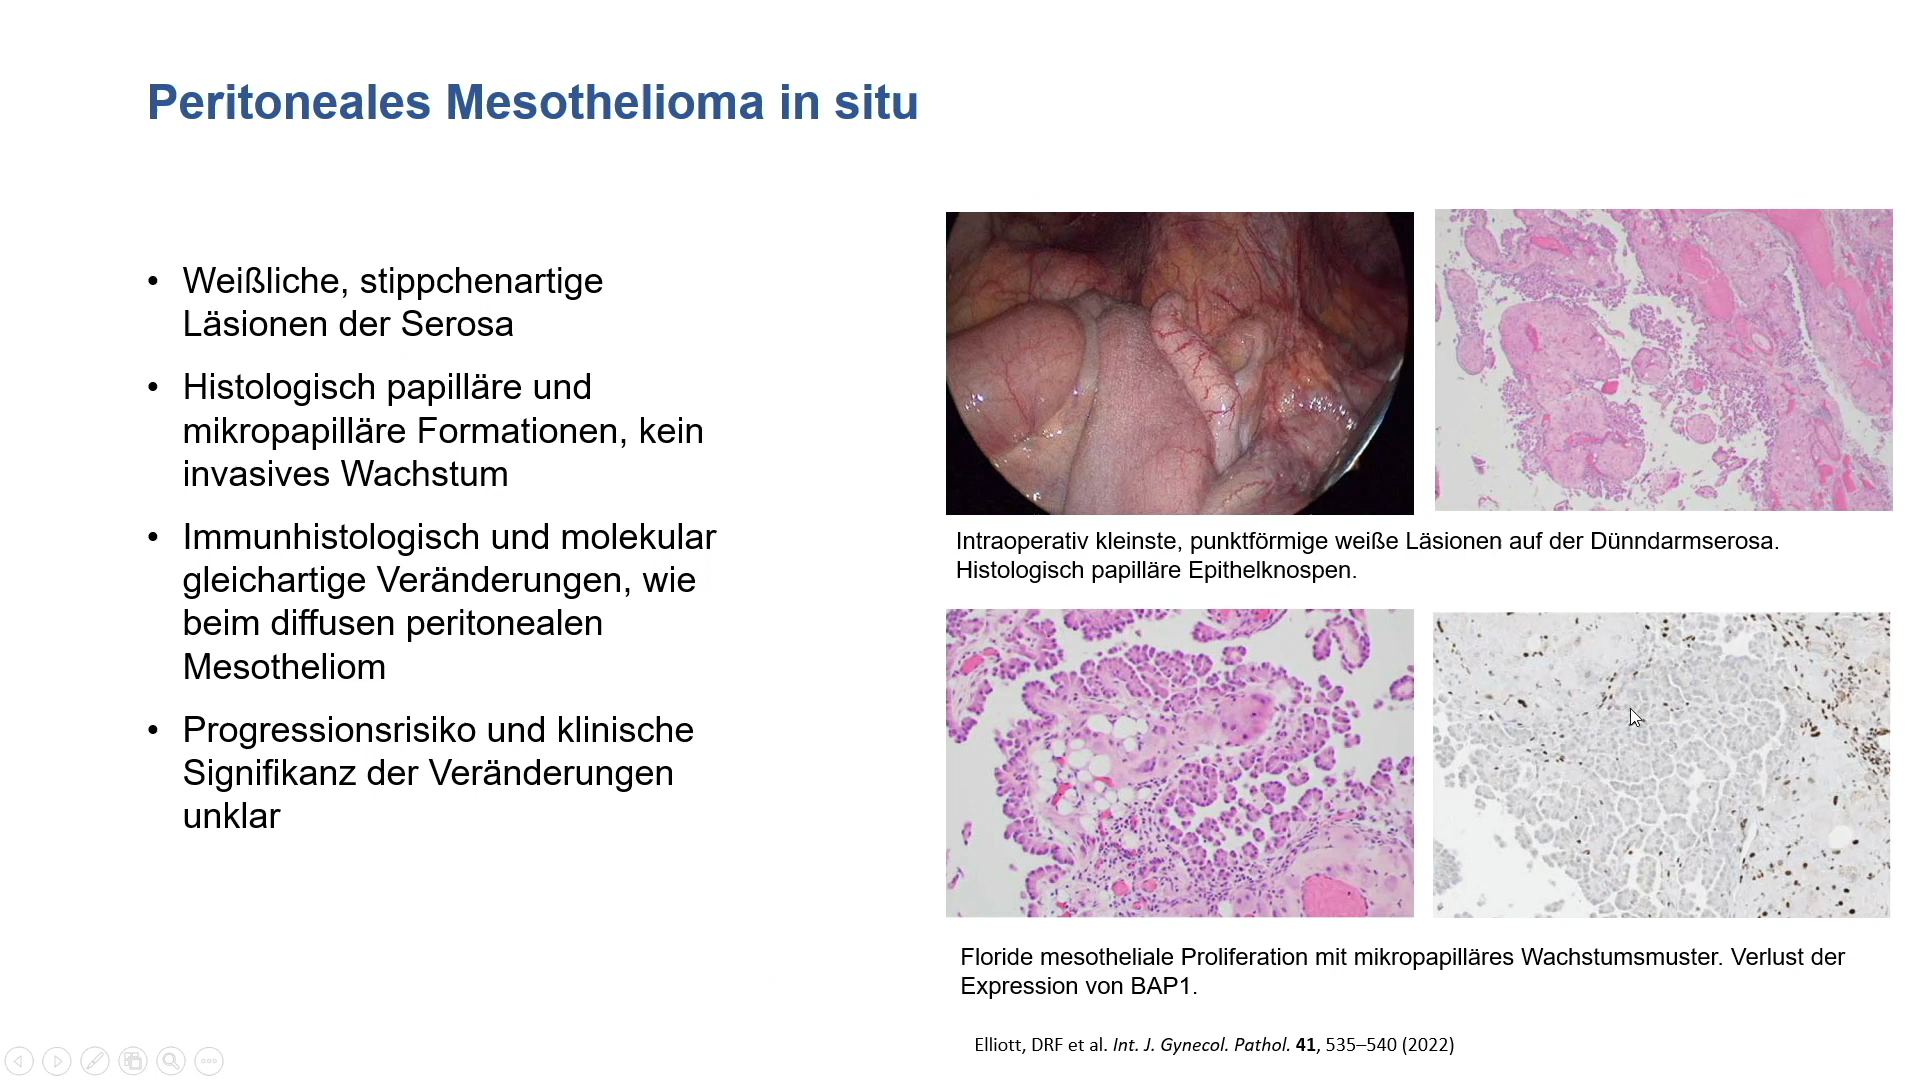 Peritoneales Mesothelioma in situ
• Weißliche, stippchenartige
Läsionen der Serosa
• Histologisch papilläre und
mikropapilläre Formationen, kein
invasives Wachstum
• Immunhistologisch und molekular
gleichartige Veränderungen, wie
beim diffusen peritonealen
Mesotheliom
• Progressionsrisiko und klinische
Signifikanz der Veränderungen
unklar
Intraoperativ kleinste, punktförmige weiße Läsionen auf der Dünndarmserosa.
Histologisch papilläre Epithelknospen.
Floride mesotheliale Proliferation mit mikropapilläres Wachstumsmuster. Verlust der
Expression von BAP1.
Elliott, DRF et al. Int. J. Gynecol. Pathol. 41, 535–540 (2022)